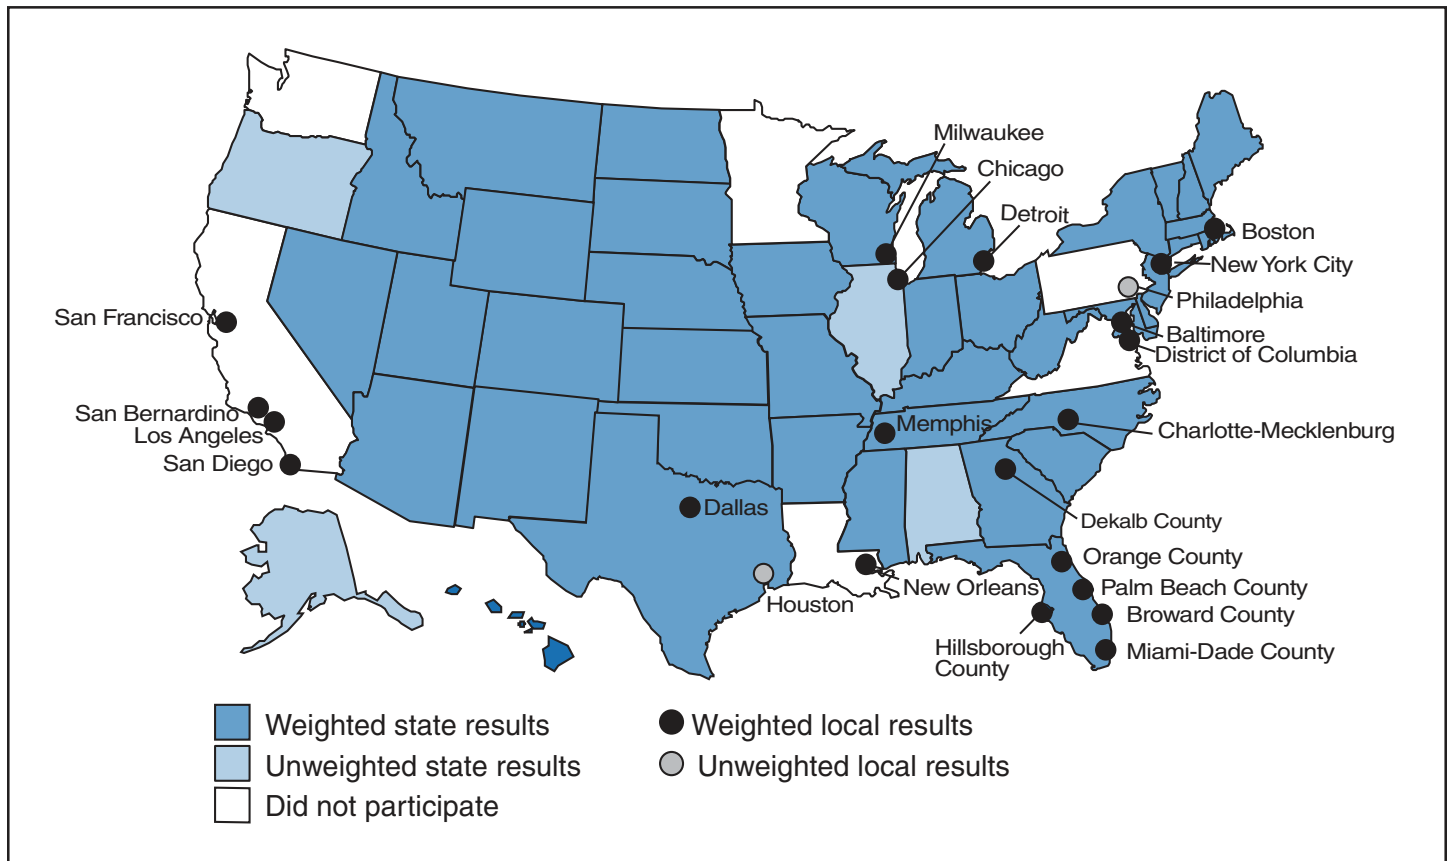 Milwaukee
Chicago
Detroit
Boston
New York City
Philadelphia
Baltimore
District of Columbia
San Francisco
San Bernardino
Los Angeles
San Diego
Memphis
Charlotte-Mecklenburg
Dallas
Dekalb County
Orange County
Palm Beach County
Broward County
Miami-Dade County
New Orleans
Houston
Hillsborough
County
Weighted state results
Unweighted state results
Did not participate
Weighted local results
Unweighted local results